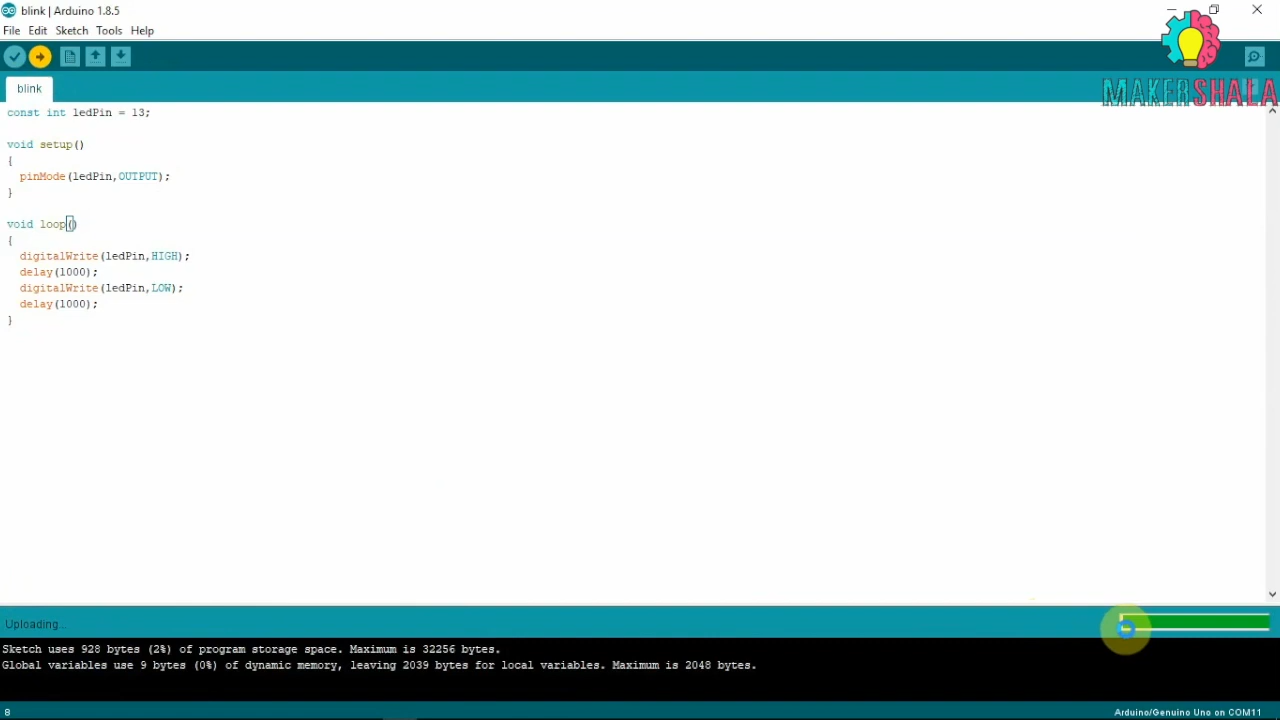 blink | Arduino 1.8.5
File Edit Sketch Tools Help
MAKERSHALA
blink
const int ledPin = 13;
void setup()
{
pinMode(ledPin,OUTPUT);
}
void loop()
{
digitalWrite(ledPin,HIGH);
delay(1000);
digitalWrite(ledPin,LOW);
delay(1000);
}
Uploading...
Sketch uses 928 bytes (2%) of program storage space. Maximum is 32256 bytes.
Global variables use 9 bytes (0%) of dynamic memory, leaving 2039 bytes for local variables. Maximum is 2048 bytes.
8 Arduino/Genuino Uno on COM11